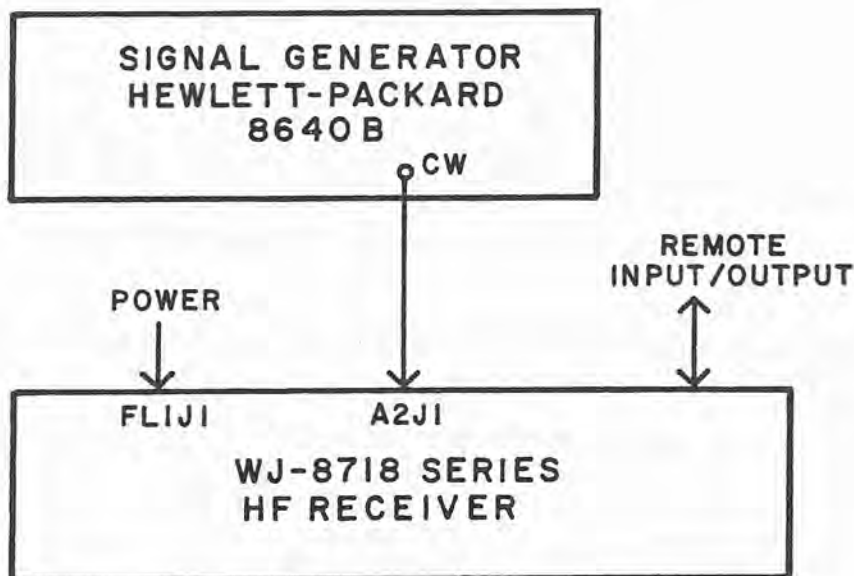 SIGNAL GENERATOR
HEWLETT-PACKARD
8640B
CW
REMOTE
INPUT/OUTPUT
POWER
FL1J1
A2J1
WJ-8718 SERIES
HF RECEIVER